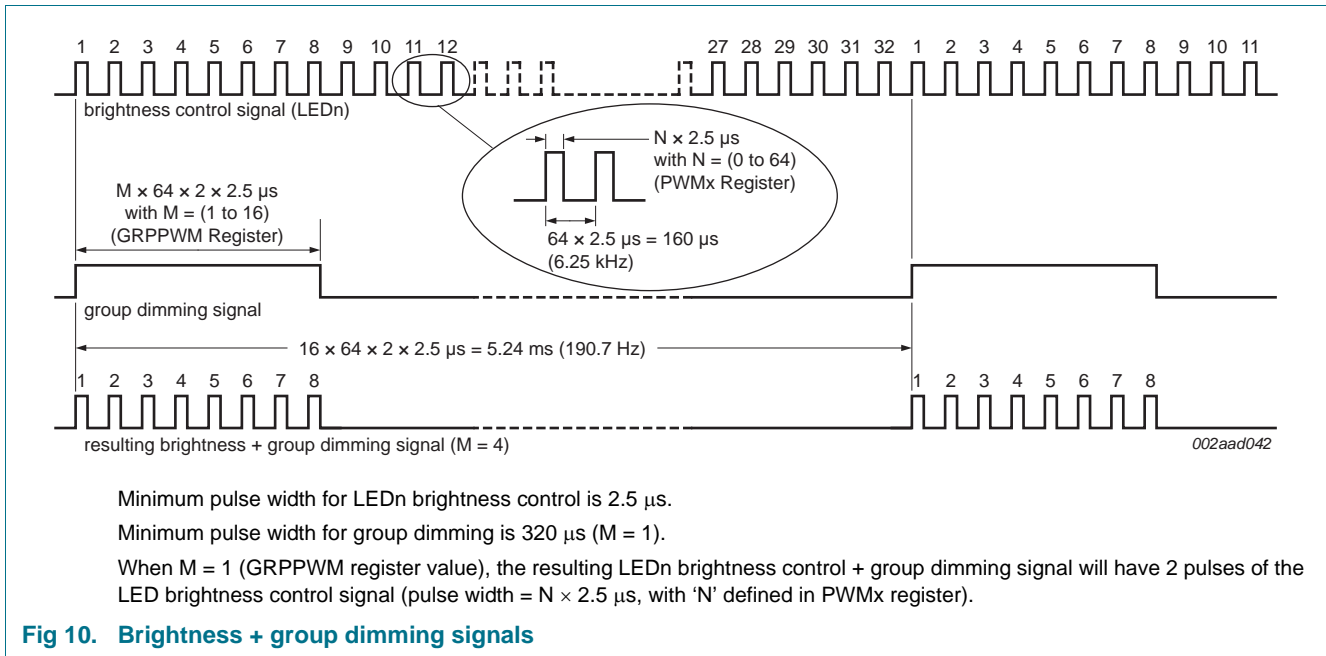 1 2 3 4 5 6 7 8 9 10 11 12 27 28 29 30 31 32 1 2 3 4 5 6 7 8 9 10 11
brightness control signal (LEDn)
N × 2.5 μs
with N = (0 to 64)
(PWMx Register)
64 × 2.5 μs = 160 μs
(6.25 kHz)
M × 64 × 2 × 2.5 μs
with M = (1 to 16)
(GRPPWM Register)
group dimming signal
16 × 64 × 2 × 2.5 μs = 5.24 ms (190.7 Hz)
1 2 3 4 5 6 7 8 1 2 3 4 5 6 7 8
resulting brightness + group dimming signal (M = 4)
002aad042
Minimum pulse width for LEDn brightness control is 2.5 μs.
Minimum pulse width for group dimming is 320 μs (M = 1).
When M = 1 (GRPPWM register value), the resulting LEDn brightness control + group dimming signal will have 2 pulses of the
LED brightness control signal (pulse width = N × 2.5 μs, with ‘N’ defined in PWMx register).
Fig 10. Brightness + group dimming signals